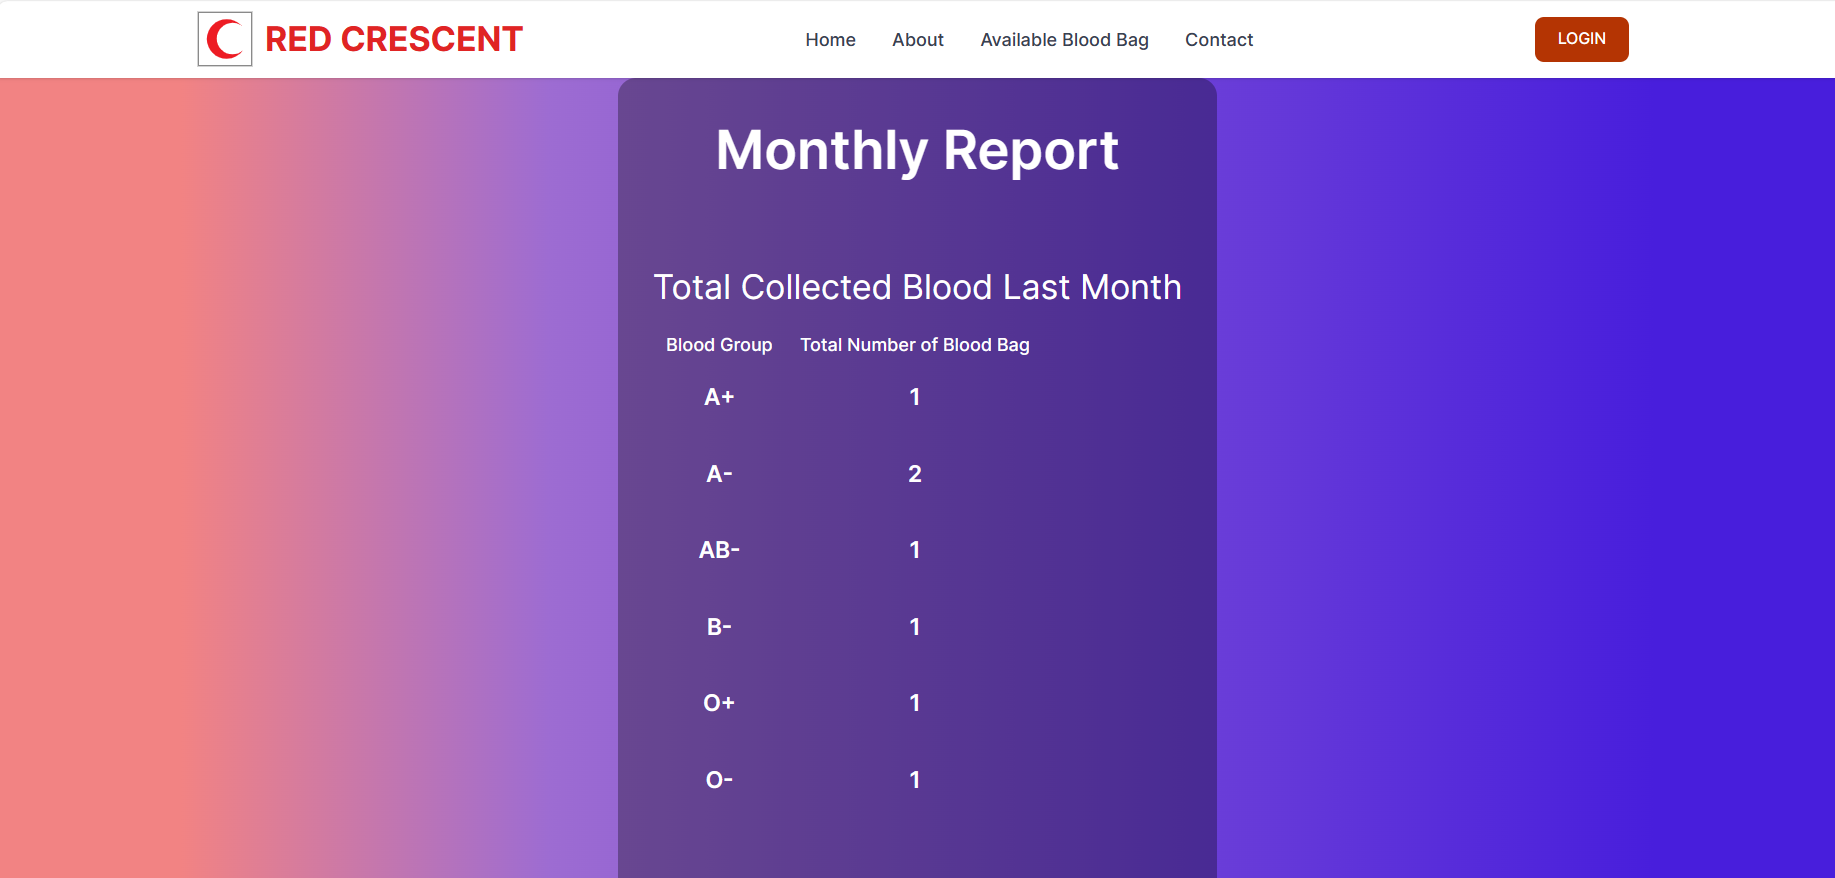 RED CRESCENT
Home About Available Blood Bag Contact
LOGIN
Monthly Report
Total Collected Blood Last Month
Blood Group Total Number of Blood Bag
A+ 1
A- 2
AB- 1
B- 1
O+ 1
O- 1